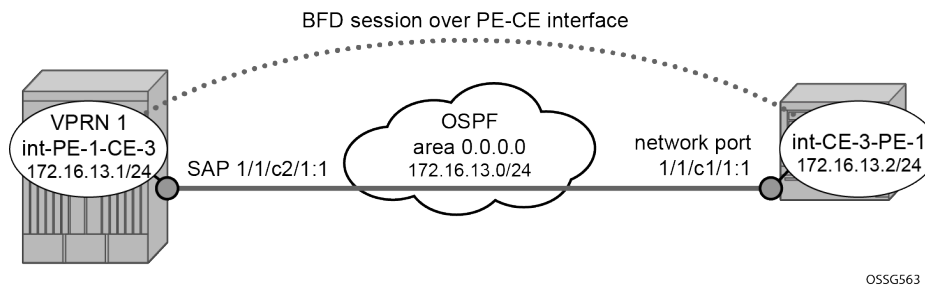 BFD session over PE-CE interface
VPRN 1
int-PE-1-CE-3
172.16.13.1/24
SAP 1/1/c2/1:1
OSPF
area 0.0.0.0
172.16.13.0/24
network port
1/1/c1/1:1
int-CE-3-PE-1
172.16.13.2/24
OSSG563